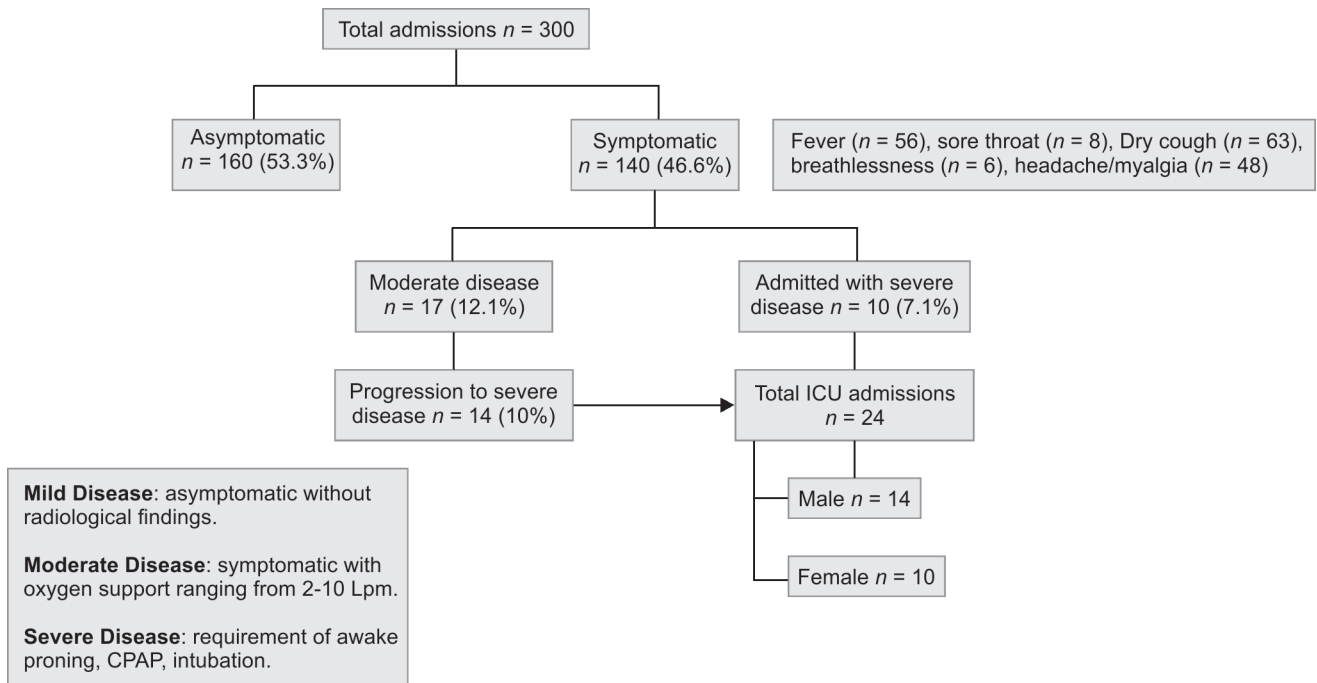 Total admissions n = 300
Asymptomatic
n = 160 (53.3%)
Symptomatic
n = 140 (46.6%)
Fever (n = 56), sore throat (n = 8), Dry cough (n = 63),
breathlessness (n = 6), headache/myalgia (n = 48)
Moderate disease
n = 17 (12.1%)
Admitted with severe
disease n = 10 (7.1%)
Progression to severe
disease n = 14 (10%)
Total ICU admissions
n = 24
Male n = 14
Female n = 10
Mild Disease: asymptomatic without
radiological findings.
Moderate Disease: symptomatic with
oxygen support ranging from 2-10 Lpm.
Severe Disease: requirement of awake
proning, CPAP, intubation.